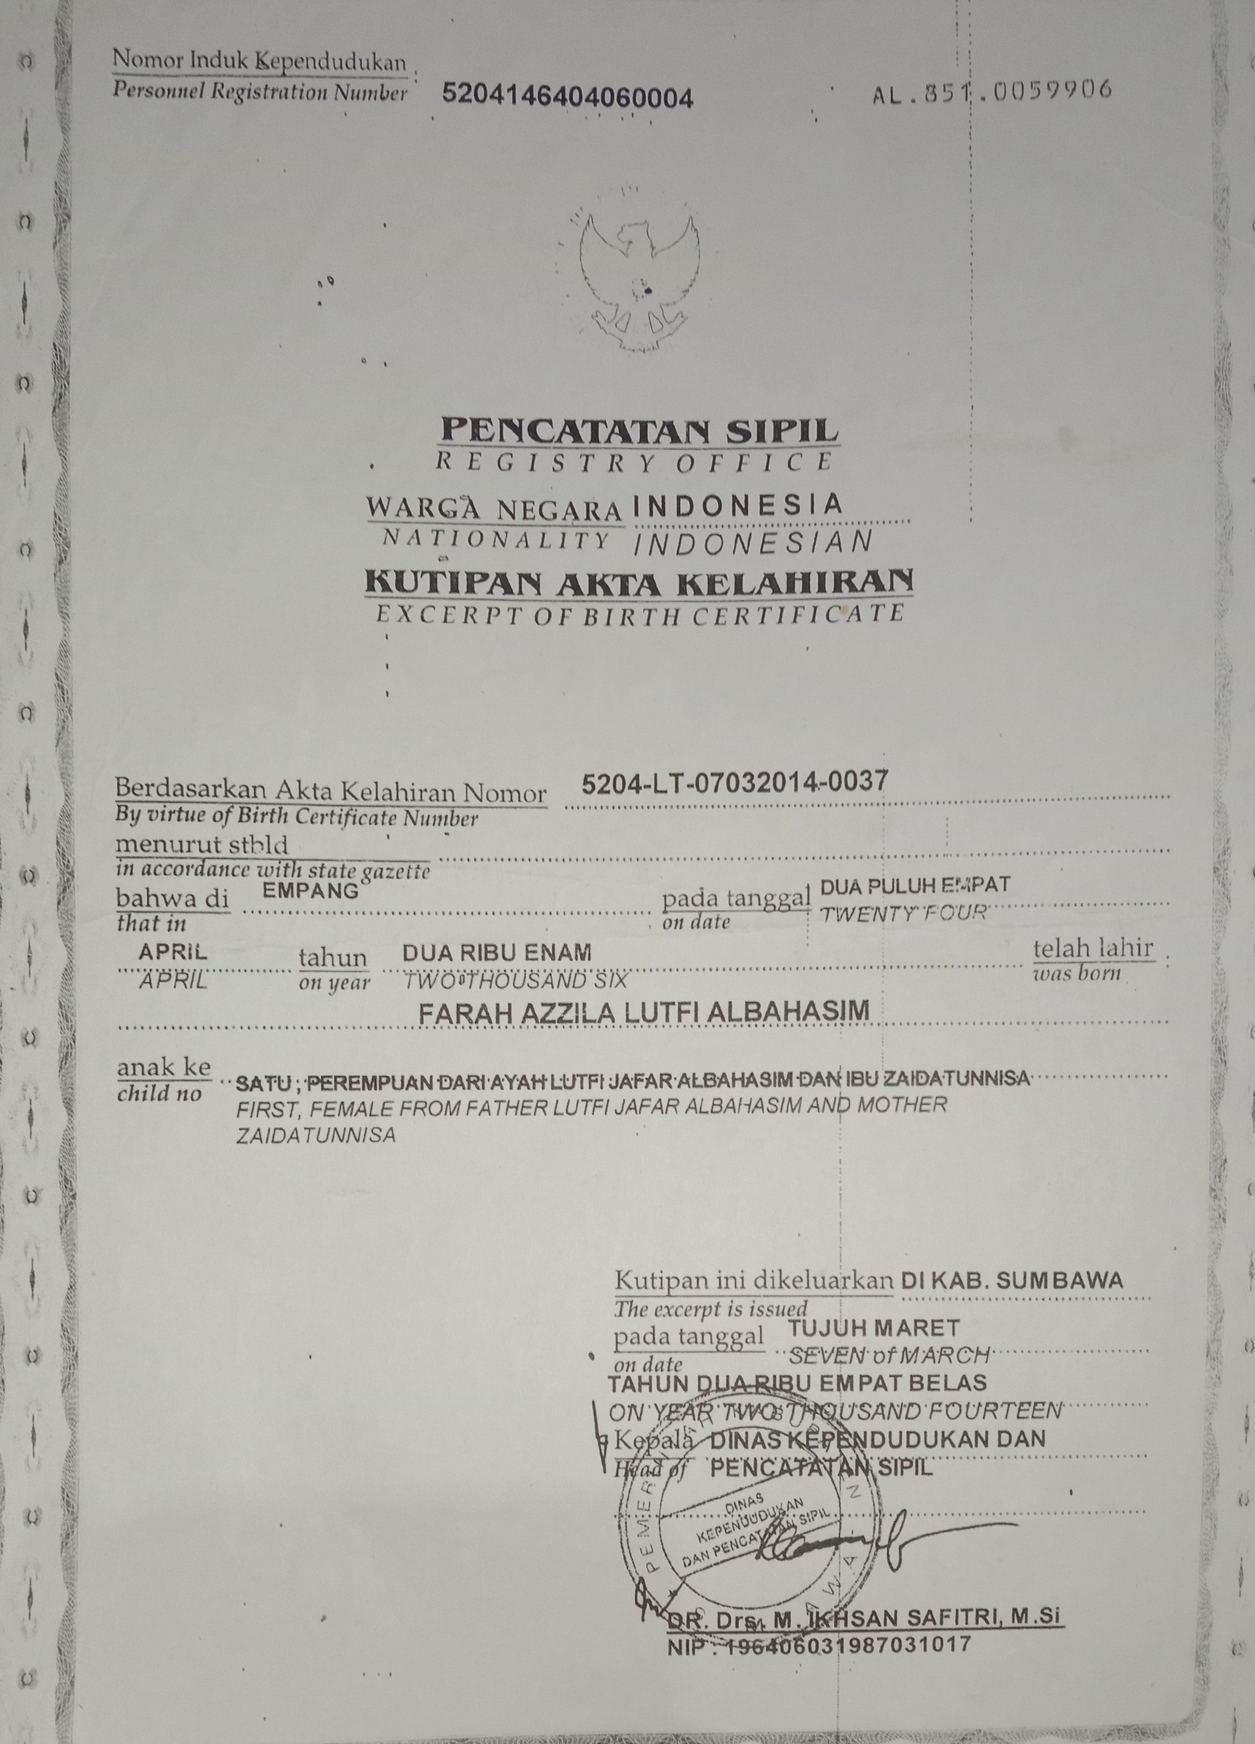 Nomor Induk Kependudukan :
Personnel Registration Number 5204146404060004
AL.851.0059906
PENCATATAN SIPIL
REGISTRY OFFICE
WARGA NEGARA INDONESIA
NATIONALITY INDONESIAN
KUTIPAN AKTA KELAHIRAN
EXCERPT OF BIRTH CERTIFICATE
Berdasarkan Akta Kelahiran Nomor 5204-LT-07032014-0037
By virtue of Birth Certificate Number
menurut stbld
in accordance with state gazette
bahwa di EMPANG pada tanggal DUA PULUH EMPAT
that in on date TWENTY FOUR
APRIL tahun DUA RIBU ENAM telah lahir :
APRIL on year TWO THOUSAND SIX was born
FARAH AZZILA LUTFI ALBAHASIM
anak ke SATU ; PEREMPUAN DARI AYAH LUTFI JAFAR ALBAHASIM DAN IBU ZAIDATUNNISA
child no FIRST, FEMALE FROM FATHER LUTFI JAFAR ALBAHASIM AND MOTHER
ZAIDATUNNISA
Kutipan ini dikeluarkan DI KAB. SUMBAWA
The excerpt is issued
pada tanggal TUJUH MARET
on date SEVEN of MARCH
TAHUN DUA RIBU EMPAT BELAS
ON YEAR TWO THOUSAND FOURTEEN
Kepala DINAS KEPENDUDUKAN DAN
Head of PENCATATAN SIPIL
DINAS
KEPENDUDUKAN
DAN PENCATATAN SIPIL
DR. Drs. M. IKHSAN SAFITRI, M.Si
NIP : 196406031987031017